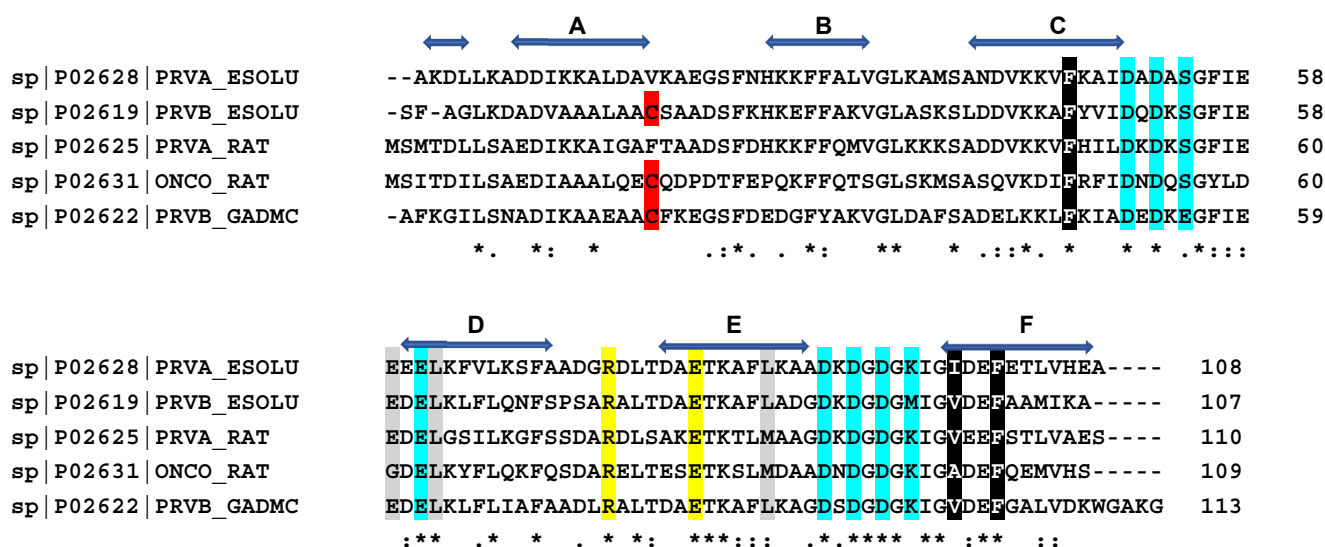 A B C
sp|P02628|PRVA_ESOLU --AKDLLKADDIKKALDAVKAEGSFNHKKFFALVGLKAMSANDVKKVFKAIDADASGFIE 58
sp|P02619|PRVB_ESOLU -SF-AGLKDADVAAALAACSAADSFKHKEFFAKVGLASKSLDDVKKAFYVIDQDKSGFIE 58
sp|P02625|PRVA_RAT MSMTDLLSAEDIKKAIGAFTAADSFDHKKFFQMVGLKKKSADDVKKVFHILDKDKSGFIE 60
sp|P02631|ONCO_RAT MSITDILSAEDIAAALQECQDPDTFEPQKFFQTSGLSKMSASQVKDIFRFIDNDQSGYLD 60
sp|P02622|PRVB_GADMC -AFKGILSNADIKAAEAACFKEGSFDEDGFYAKVGLDAFSADELKKLFKIADEDKEGFIE 59
*. *: * .:*. . *: ** * .::*. * * * .*:::
D E F
sp|P02628|PRVA_ESOLU EEELKFVLKSFAADGRDLTDAETKAFLKAADKDGDGKIGIDEFETLVHEA---- 108
sp|P02619|PRVB_ESOLU EDELKLFLQNFSPSARALTDAETKAFLADGDKDGDGMIGVDEFAAMIKA----- 107
sp|P02625|PRVA_RAT EDELGSILKGFSSDARDLSAKETKTLMAAGDKDGDGKIGVEEFSTLVAES---- 110
sp|P02631|ONCO_RAT GDELKYFLQKFQSDARELTESETKSLMDAADNDGDGKIGADEFQEMVHS----- 109
sp|P02622|PRVB_GADMC EDELKLFLIAFAADLRALTDAETKAFLKAGDSDGDGKIGVDEFGALVDKWGAKG 113
:** .* * . * *: ***::: .*.**** ** :** ::